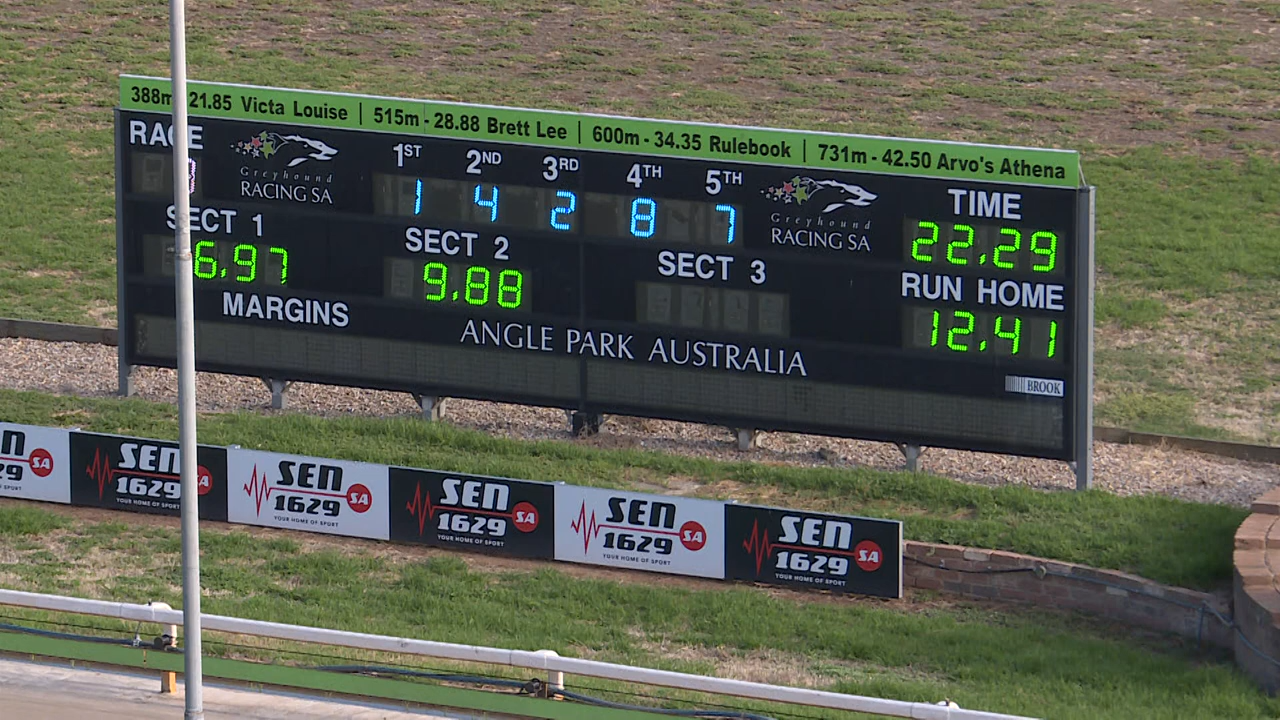 388m 21.85 Victa Louise | 515m - 28.88 Brett Lee | 600m - 34.35 Rulebook | 731m - 42.50 Arvo's Athena
RACE
Greyhound
RACING SA
1ST 2ND 3RD 4TH 5TH
1 4 2 8 7
Greyhound
RACING SA
TIME
22.29
SECT 1
6.97
SECT 2
9.88
SECT 3
RUN HOME
12.41
MARGINS
ANGLE PARK AUSTRALIA
BROOK
SEN SA
1629
YOUR HOME OF SPORT
SEN SA
1629
YOUR HOME OF SPORT
SEN SA
1629
YOUR HOME OF SPORT
SEN SA
1629
YOUR HOME OF SPORT
SEN SA
1629
YOUR HOME OF SPORT